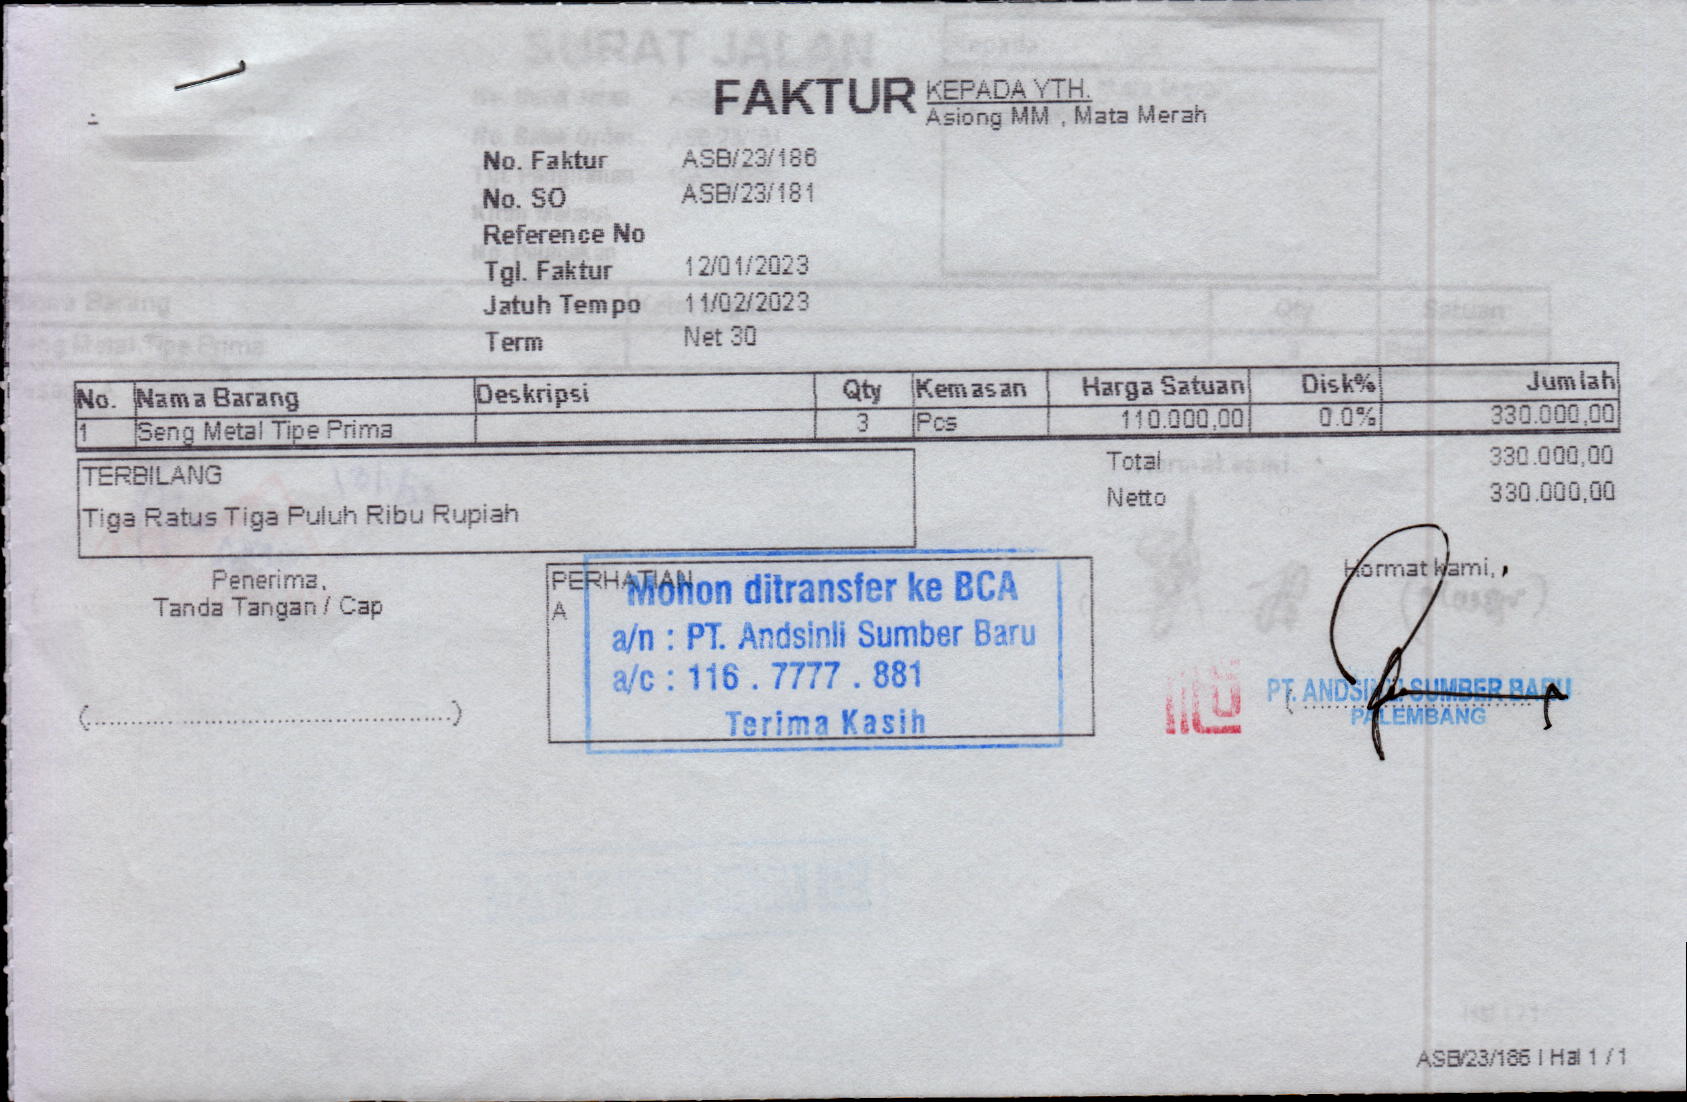 FAKTUR
KEPADA YTH.
Asiong MM , Mata Merah
No. Faktur ASB/23/186
No. SO ASB/23/181
Reference No
Tgl. Faktur 12/01/2023
Jatuh Tempo 11/02/2023
Term Net 30
No. Nama Barang Deskripsi Qty Kemasan Harga Satuan Disk% Jumlah
1 Seng Metal Tipe Prima 3 Pcs 110.000,00 0.0% 330.000,00
Total 330.000,00
Netto 330.000,00
TERBILANG
Tiga Ratus Tiga Puluh Ribu Rupiah
Penerima,
Tanda Tangan / Cap
(........................................................)
PERHATIAN
A
Mohon ditransfer ke BCA
a/n : PT. Andsinli Sumber Baru
a/c : 116 . 7777 . 881
Terima Kasih
Hormat kami,
PT. ANDSINLI SUMBER BARU
PALEMBANG
ASB/23/186 | Hal 1 / 1